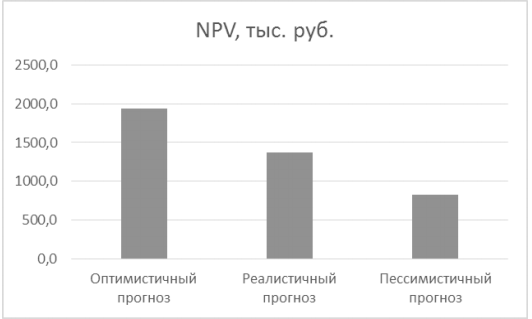 NPV, тыс. руб.
2500,0
2000,0
1500,0
1000,0
500,0
0,0
Оптимистичный прогноз
Реалистичный прогноз
Пессимистичный прогноз